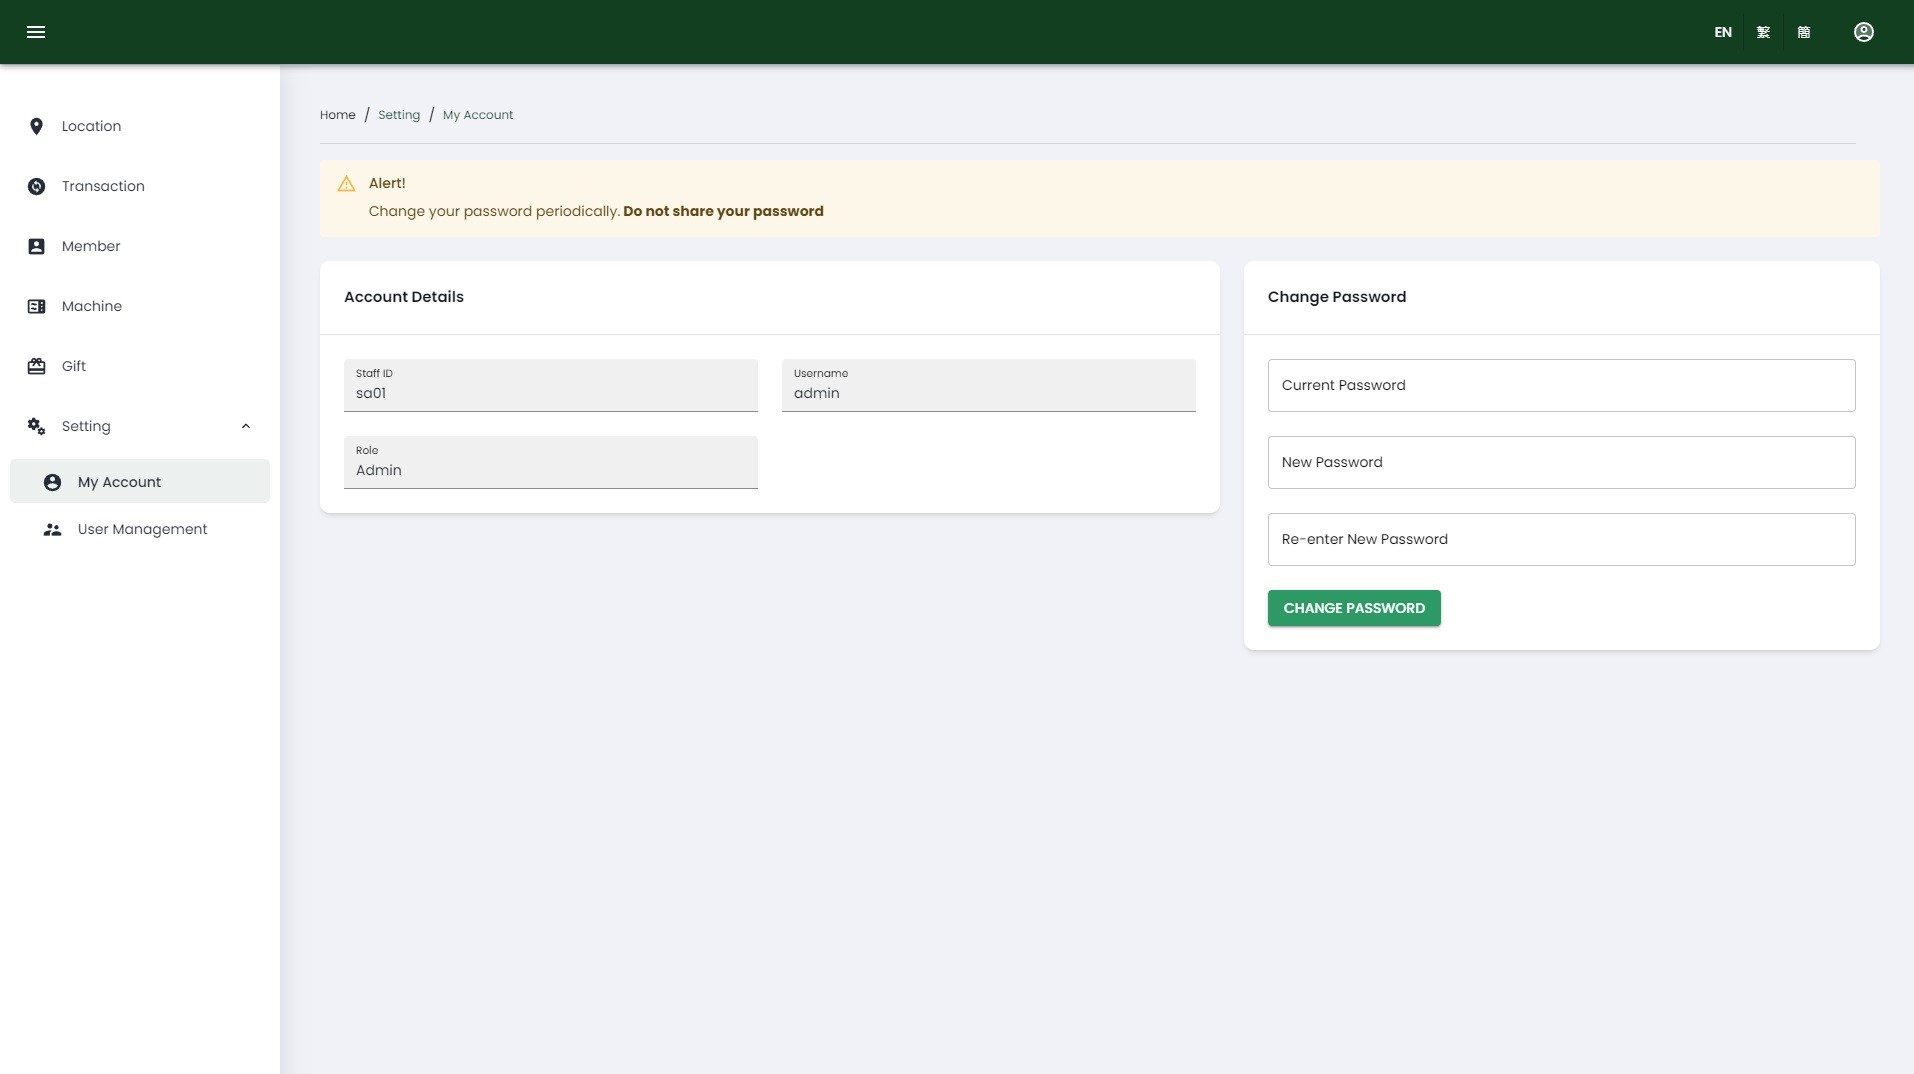 EN
繁
簡
Location
Transaction
Member
Machine
Gift
Setting
My Account
User Management
Home / Setting / My Account
Alert!
Change your password periodically. Do not share your password
Account Details
Staff ID
sa01
Username
admin
Role
Admin
Change Password
Current Password
New Password
Re-enter New Password
CHANGE PASSWORD